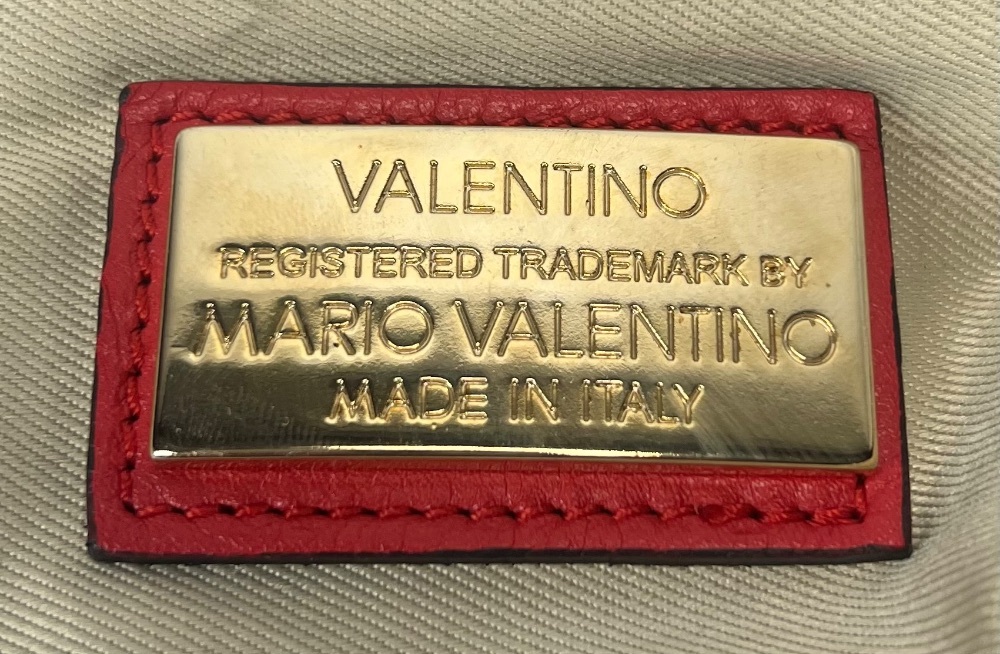 VALENTINO
REGISTERED TRADEMARK BY
MARIO VALENTINO
MADE IN ITALY